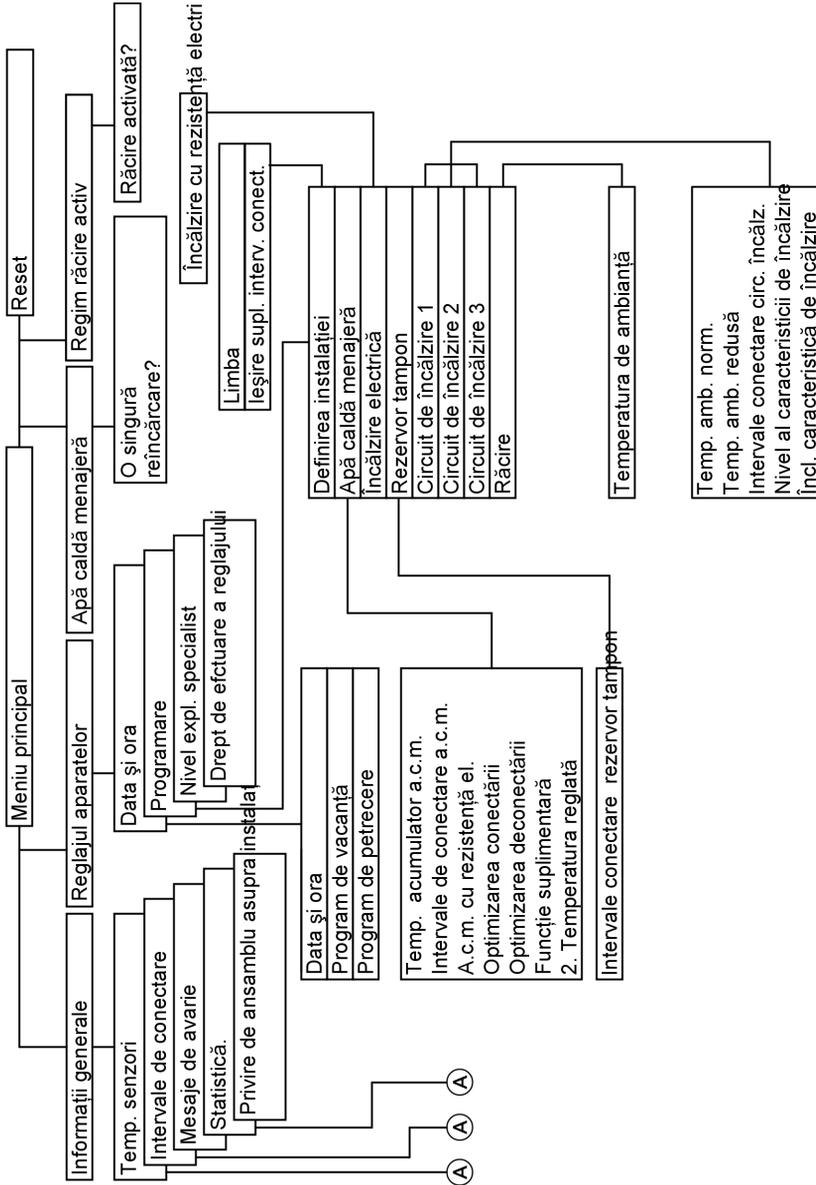 Meniu principal
Reset
Informații generale
Reglajul aparatelor
Apă caldă menajeră
Regim răcire activ
Temp. senzori
Intervale de conectare
Mesaje de avarie
Statistică.
Privire de ansamblu asupra instalaț
Data și ora
Programare
Nivel expl. specialist
Drept de efctuare a reglajului
O singură
reîncărcare?
Răcire activată?
Încălzire cu rezistență electri
Limba
Ieșire supl. interv. conect.
Data și ora
Program de vacanță
Program de petrecere
Definirea instalației
Apă caldă menajeră
Încălzire electrică
Rezervor tampon
Circuit de încălzire 1
Circuit de încălzire 2
Circuit de încălzire 3
Răcire
Temp. acumulator a.c.m.
Intervale de conectare a.c.m.
A.c.m. cu rezistență el.
Optimizarea conectării
Optimizarea deconectării
Funcție suplimentară
2. Temperatura reglată
Intervale conectare rezervor tampon
Temperatura de ambianță
Temp. amb. norm.
Temp. amb. redusă
Intervale conectare circ. încălz.
Nivel al caracteristicii de încălzire
Încl. caracteristică de încălzire
A
A
A